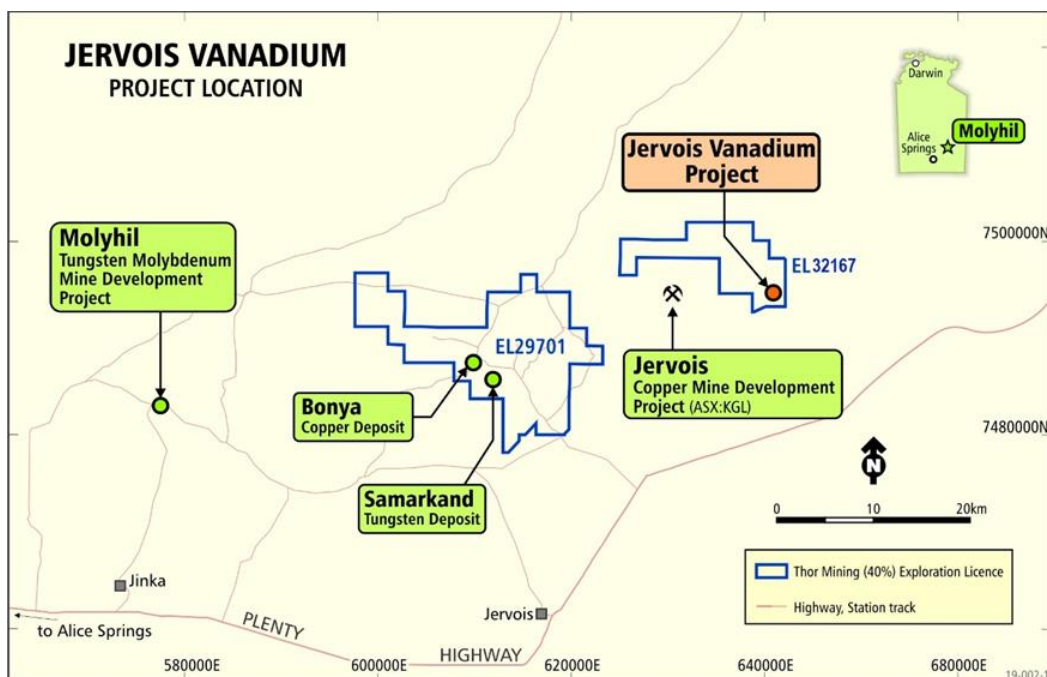 JERVOIS VANADIUM
PROJECT LOCATION
Darwin
Alice
Springs
Molyhil
Jervois Vanadium
Project
Molyhil
Tungsten Molybdenum
Mine Development
Project
7500000N
EL32167
EL29701
Jervois
Copper Mine Development
Project (ASX:KGL)
Bonya
Copper Deposit
7480000N
N
Samarkand
Tungsten Deposit
0 10 20km
Thor Mining (40%) Exploration Licence
Highway, Station track
Jinka
Jervois
PLENTY
HIGHWAY
to Alice Springs
580000E 600000E 620000E 640000E 680000E